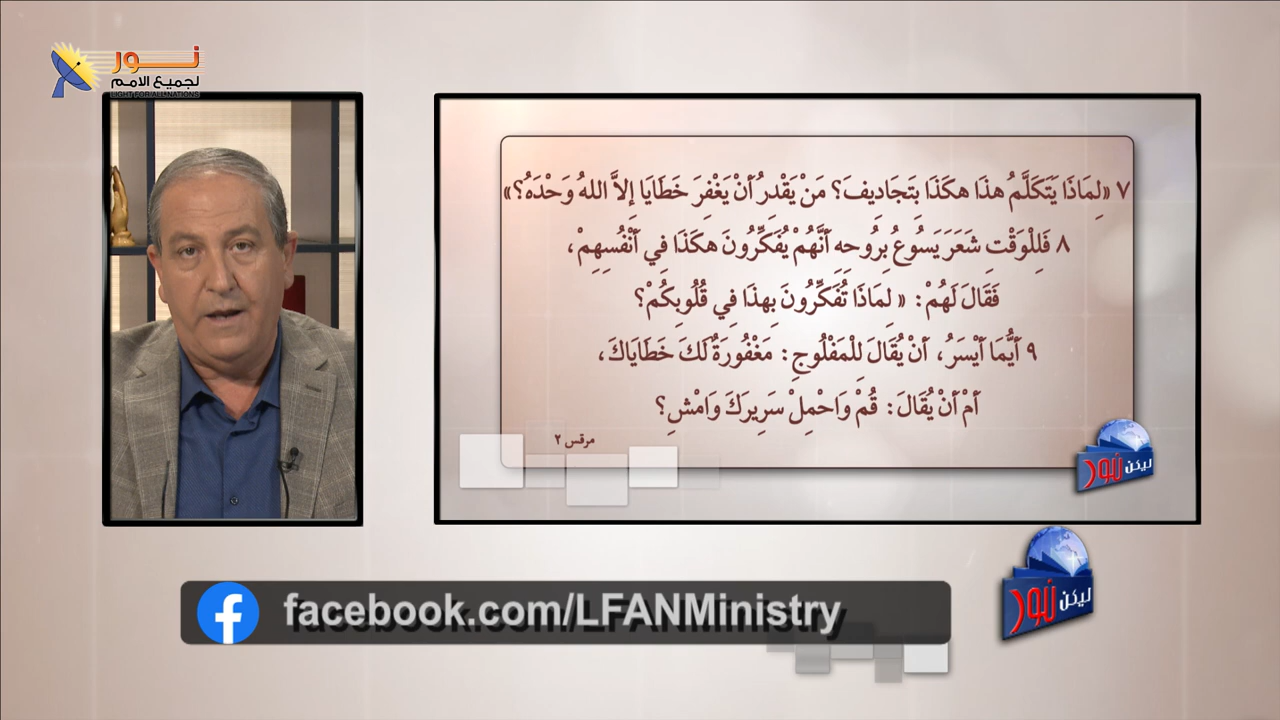 نور
لجميع الامم
LIGHT FOR ALL NATIONS
٧ «لِمَاذَا يَتَكَلَّمُ هذَا هكَذَا بِتَجَادِيفَ؟ مَنْ يَقْدِرُ أَنْ يَغْفِرَ خَطَايَا إِلاَّ اللهُ وَحْدَهُ؟»
٨ فَلِلْوَقْتِ شَعَرَ يَسُوعُ بِرُوحِهِ أَنَّهُمْ يُفَكِّرُونَ هكَذَا فِي أَنْفُسِهِمْ،
فَقَالَ لَهُمْ: « لِمَاذَا تُفَكِّرُونَ بِهذَا فِي قُلُوبِكُمْ؟
٩ أَيُّمَا أَيْسَرُ، أَنْ يُقَالَ لِلْمَفْلُوجِ: مَغْفُورَةٌ لَكَ خَطَايَاكَ،
أَمْ أَنْ يُقَالَ: قُمْ وَاحْمِلْ سَرِيرَكَ وَامْشِ؟
مرقس ٢
ليكن نور
facebook.com/LFANMinistry
ليكن نور